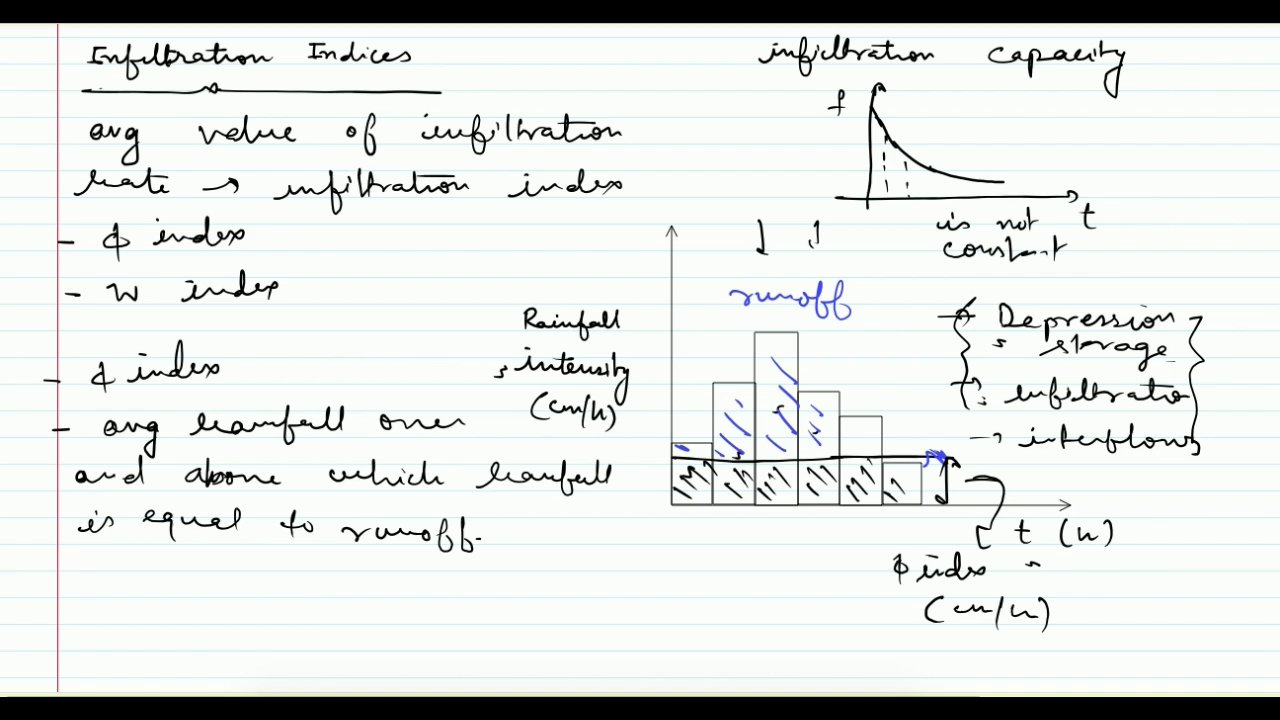 Infiltration Indices
avg value of infiltration
rate → infiltration index
- ϕ index
- W index
- ϕ index
- avg rainfall over
and above which rainfall
is equal to runoff.
infiltration capacity
f
t
is not
constant
runoff
Rainfall
intensity
(cm/h)
→ Depression
storage
→ infiltratio
→ interflow
t (h)
ϕ index
(cm/h)